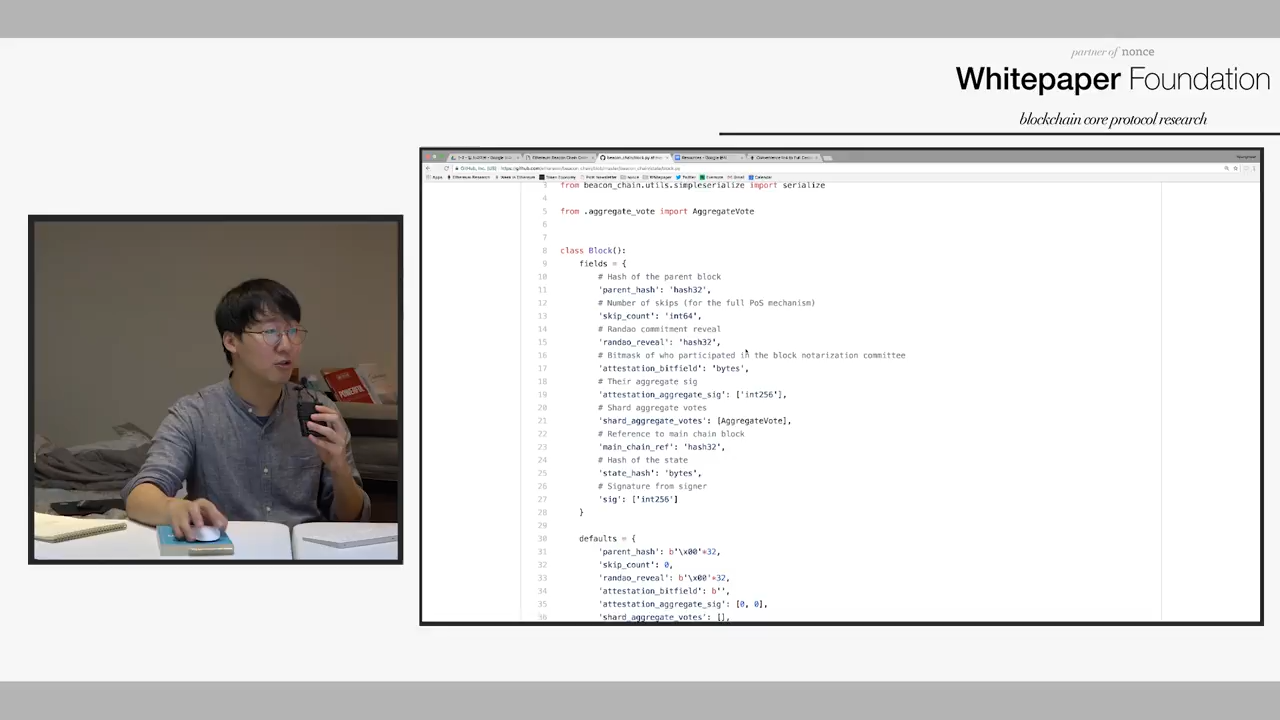 partner of nonce
Whitepaper Foundation
blockchain core protocol research
3 from beacon_chain.utils.simpleserialize import serialize
4
5 from .aggregate_vote import AggregateVote
6
7
8 class Block():
9 fields = {
10 # Hash of the parent block
11 'parent_hash': 'hash32',
12 # Number of skips (for the full PoS mechanism)
13 'skip_count': 'int64',
14 # Randao commitment reveal
15 'randao_reveal': 'hash32',
16 # Bitmask of who participated in the block notarization committee
17 'attestation_bitfield': 'bytes',
18 # Their aggregate sig
19 'attestation_aggregate_sig': ['int256'],
20 # Shard aggregate votes
21 'shard_aggregate_votes': [AggregateVote],
22 # Reference to main chain block
23 'main_chain_ref': 'hash32',
24 # Hash of the state
25 'state_hash': 'bytes',
26 # Signature from signer
27 'sig': ['int256']
28 }
29
30 defaults = {
31 'parent_hash': b'\x00'*32,
32 'skip_count': 0,
33 'randao_reveal': b'\x00'*32,
34 'attestation_bitfield': b'',
35 'attestation_aggregate_sig': [0, 0],
36 'shard_aggregate_votes': [],
POWERFUL